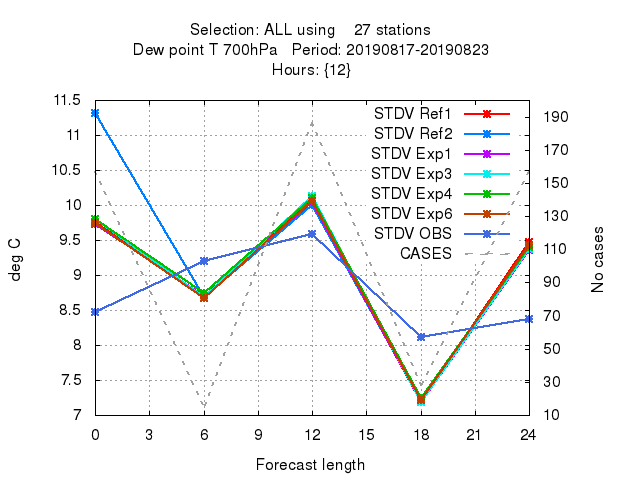 Selection: ALL using 27 stations
Dew point T 700hPa Period: 20190817-20190823
Hours: {12}
STDV Ref1
STDV Ref2
STDV Exp1
STDV Exp3
STDV Exp4
STDV Exp6
STDV OBS
CASES
deg C
11.5
11
10.5
10
9.5
9
8.5
8
7.5
7
190
170
150
130
110
90
70
50
30
10
No cases
0 3 6 9 12 15 18 21 24
Forecast length